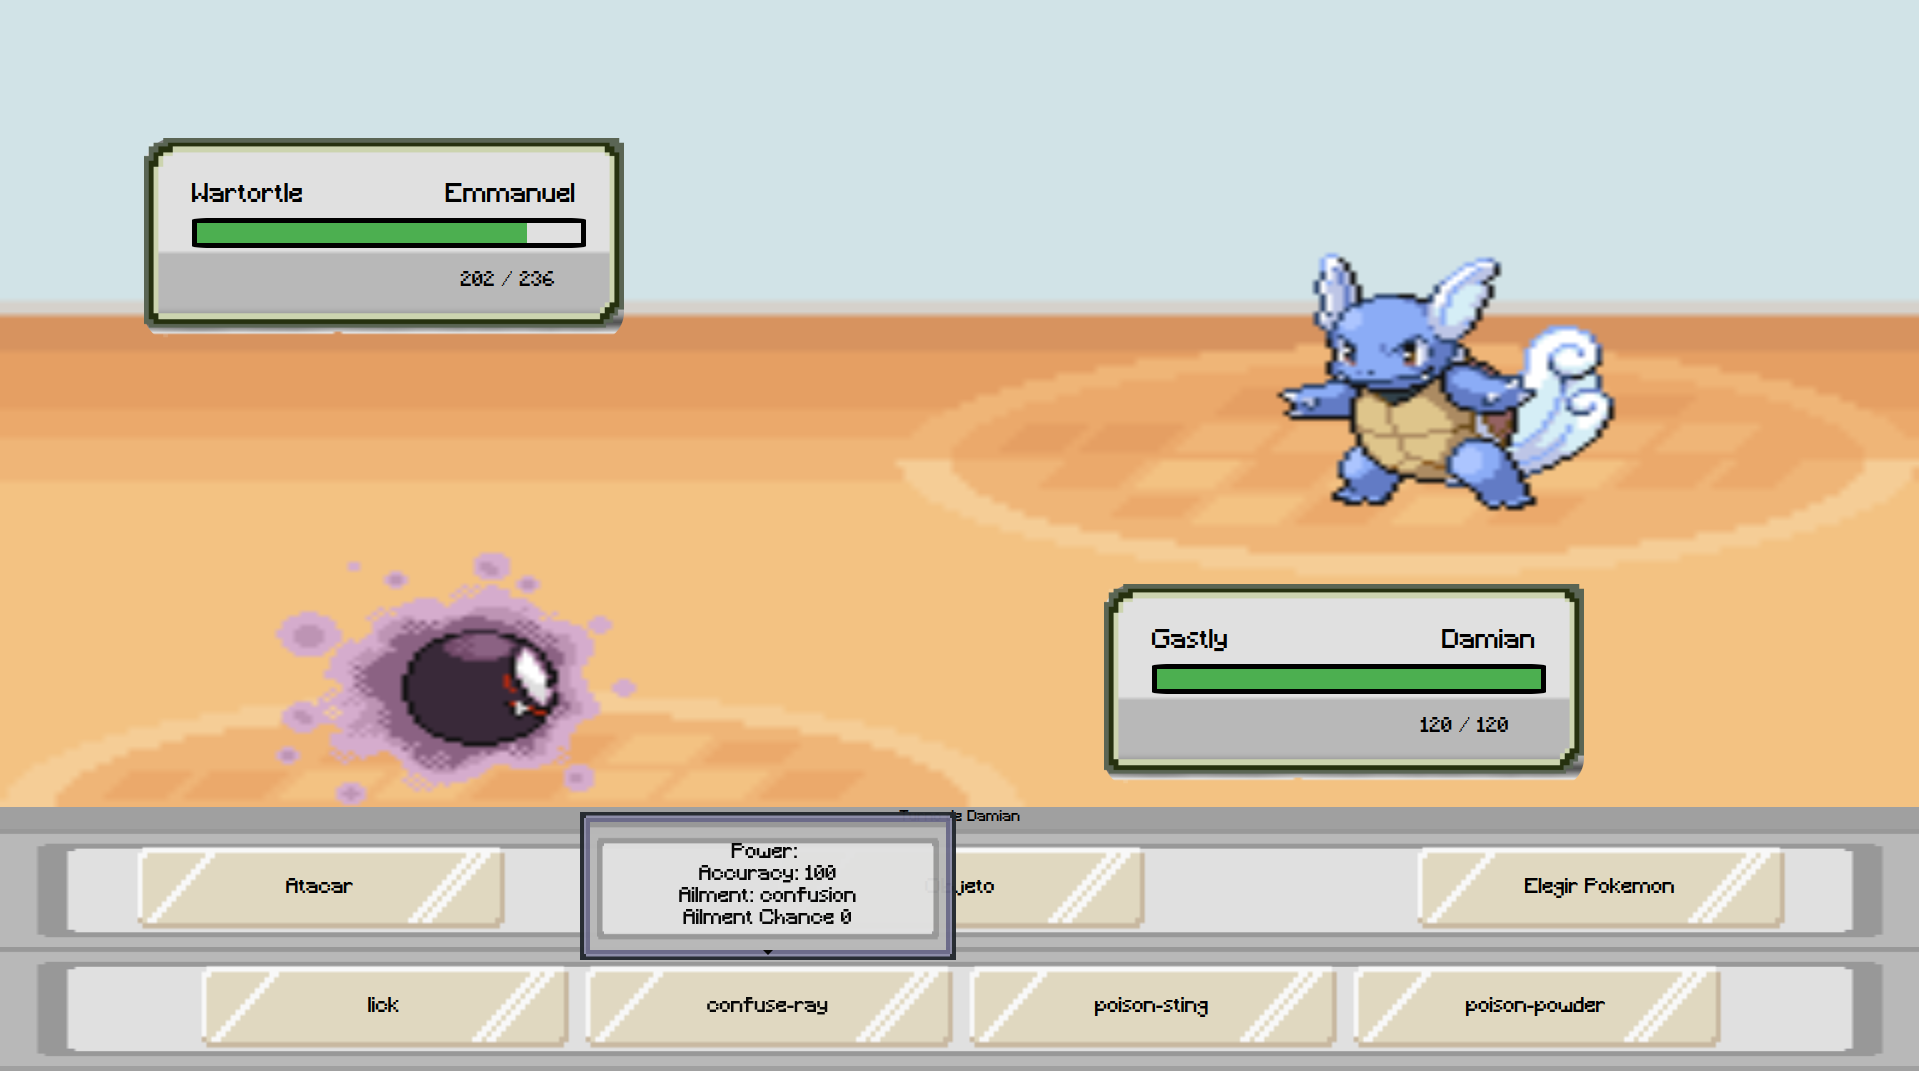 Wartortle Emmanuel
202 / 236
Gastly Damian
120 / 120
Damian
Atacar
Power:
Accuracy: 100
Ailment: confusion
Ailment Chance 0
Elegir Pokemon
lick
confuse-ray
poison-sting
poison-powder